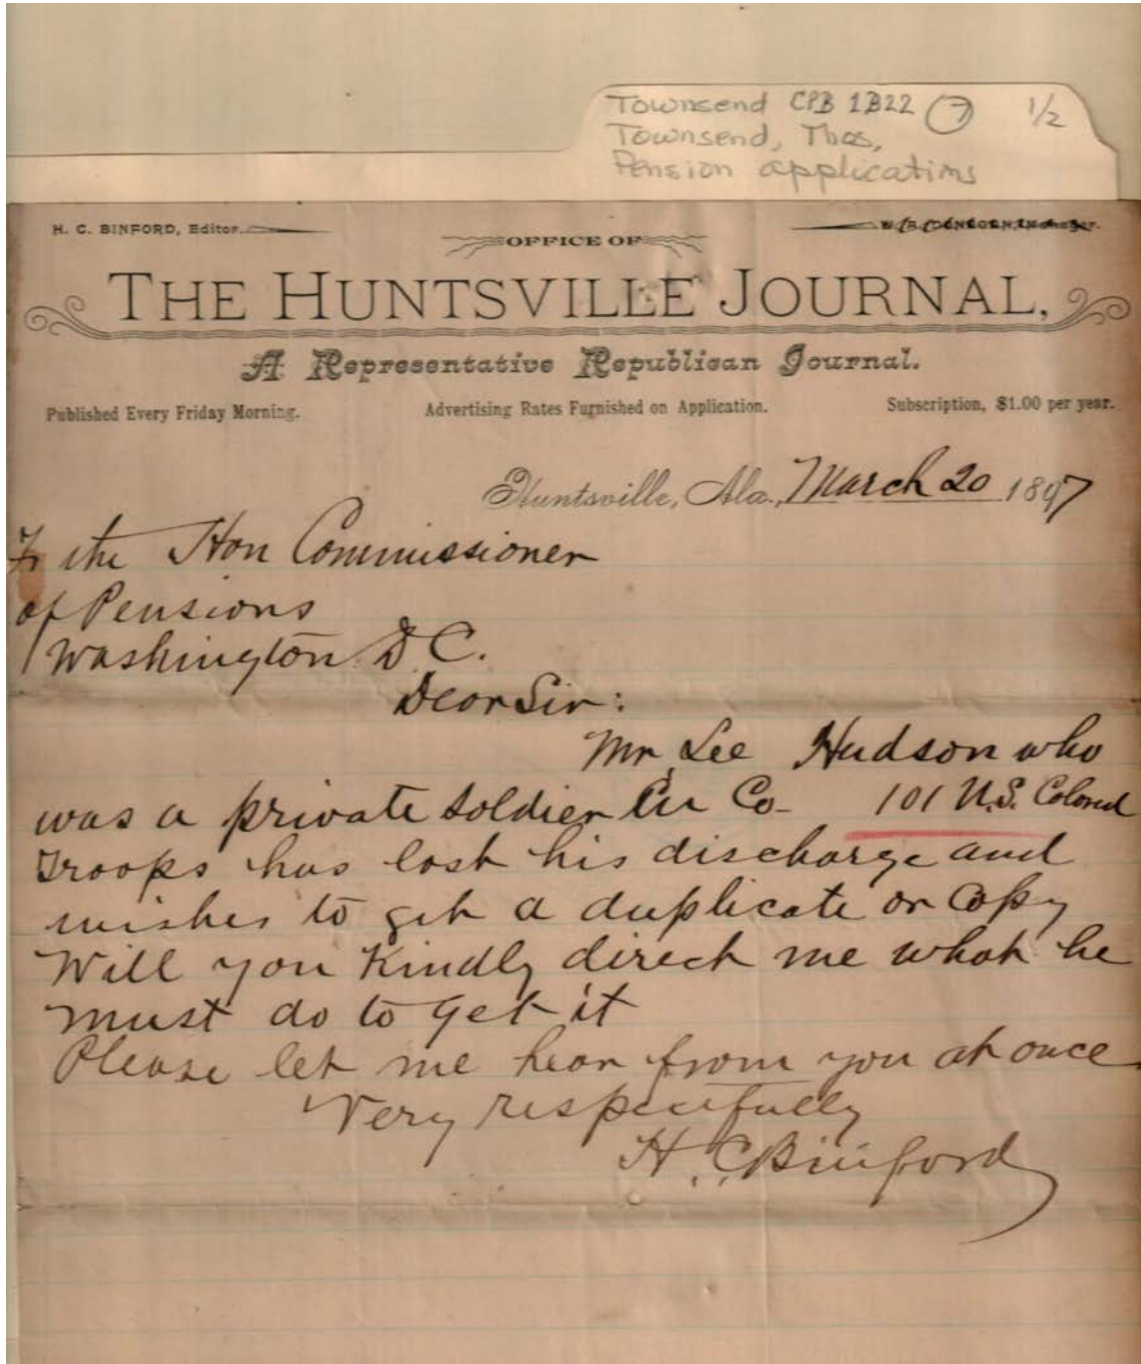 Townsend CPB 1B22 7 1/2
Townsend, Thos,
Pension applications
H. C. BINFORD, Editor.
OFFICE OF
THE HUNTSVILLE JOURNAL,
A Representative Republican Journal.
Published Every Friday Morning. Advertising Rates Furnished on Application. Subscription, $1.00 per year.
Huntsville, Ala., March 20 1897
To the Hon Commissioner
of Pensions
Washington D C.
Dear Sir:
Mr Lee Hudson who
was a private soldier in Co- 101 U.S. Colored
Troops has lost his discharge and
wishes to get a duplicate or Copy
Will you Kindly direct me what he
must do to get it
Please let me hear from you at once
Very respectfully
H. C. Binford